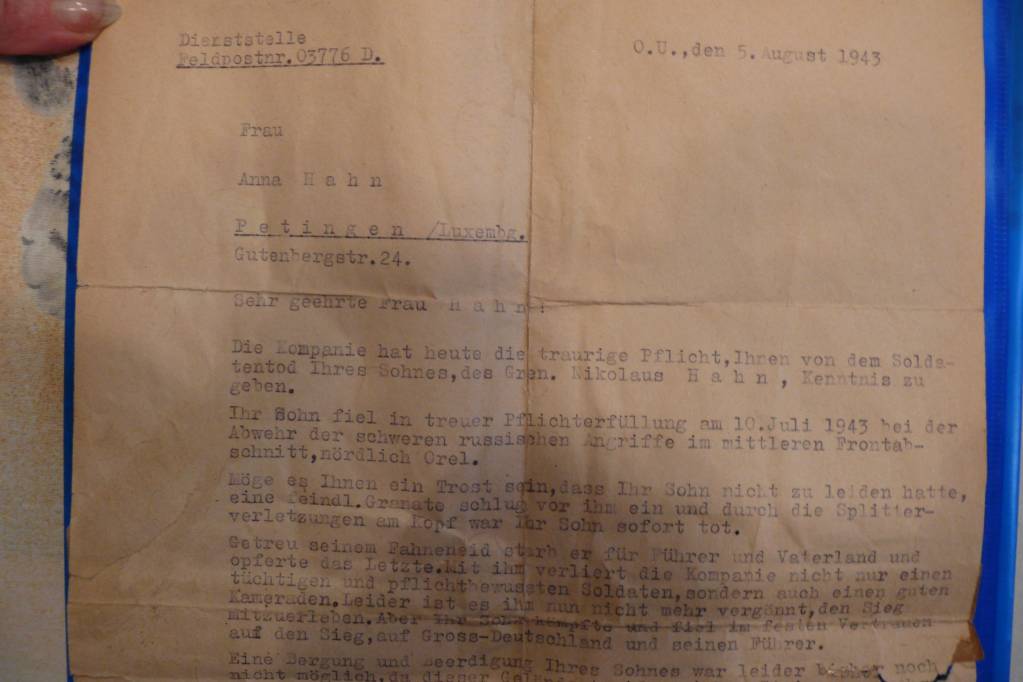 Dienststelle
Feldpostnr.03776 D.
O.U.,den 5.August 1943
Frau
Anna H a h n
P e t i n g e n /Luxembg.
Gutenbergstr.24.
Sehr geehrte Frau H a h n !
Die Kompanie hat heute die traurige Pflicht,Ihnen von dem Solda-
tentod Ihres Sohnes,des Gren. Nikolaus H a h n , Kenntnis zu
geben.
Ihr Sohn fiel in treuer Pflichterfüllung am 10.Juli 1943 bei der
Abwehr der schweren russischen Angriffe im mittleren Frontab-
schnitt,nördlich Orel.
Möge es Ihnen ein Trost sein,dass Ihr Sohn nicht zu leiden hatte,
eine feindl.Granate schlug vor ihm ein und durch die Splitter-
verletzungen am Kopf war Ihr Sohn sofort tot.
Getreu seinem Fahneneid starb er für Führer und Vaterland und
opferte das Letzte.Mit ihm verliert die Kompanie nicht nur einen
tüchtigen und pflichtbewussten Soldaten,sondern auch einen guten
Kameraden.Leider ist es ihm nun nicht mehr vergönnt,den Sieg
mitzuerleben.Aber Ihr Sohn kämpfte und fiel im festen Vertrauen
auf den Sieg,auf Gross-Deutschland und seinen Führer.
Eine Bergung und Beerdigung Ihres Sohnes war leider bisher noch
nicht möglich,da dieser